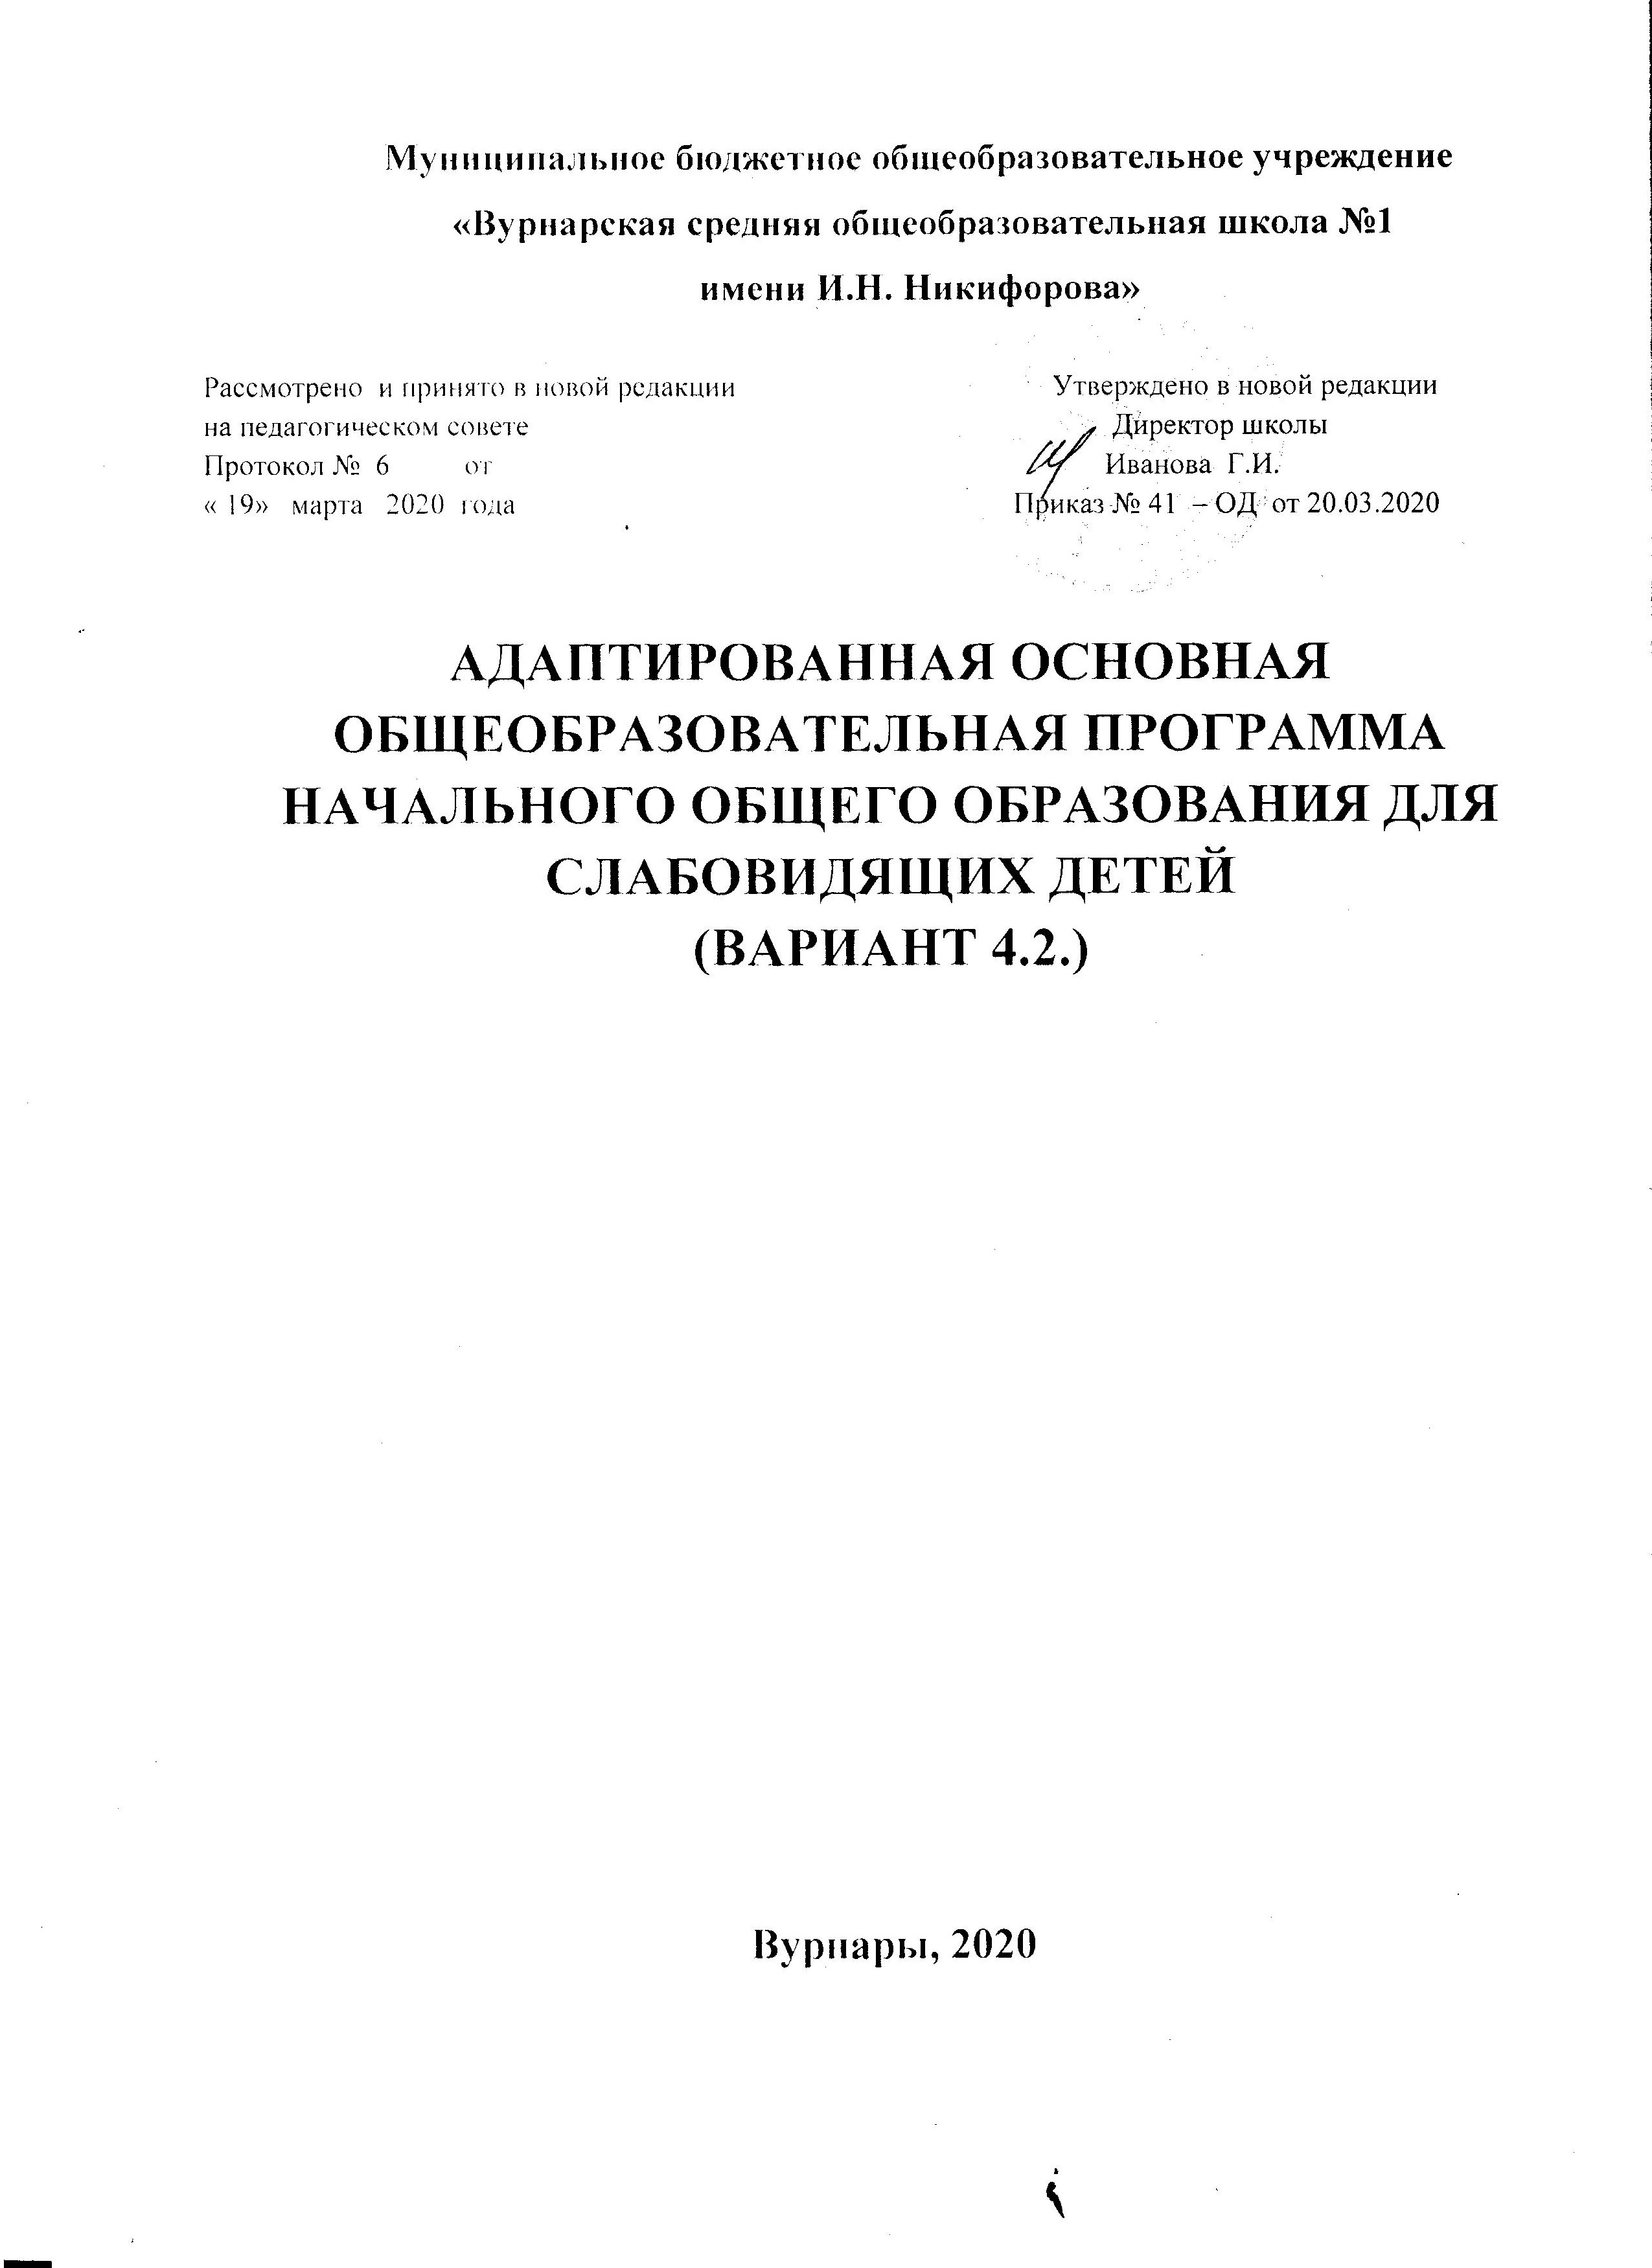 Муниципальное бюджетное общеобразовательное учреждение
«Вурнарская средняя общеобразовательная школа №1
имени И.Н. Никифорова»
Рассмотрено и принято в новой редакции
на педагогическом совете
Протокол № 6 от
« 19» марта 2020 года
Утверждено в новой редакции
Директор школы
Иванова Г.И.
Приказ № 41 – ОД от 20.03.2020
АДАПТИРОВАННАЯ ОСНОВНАЯ
ОБЩЕОБРАЗОВАТЕЛЬНАЯ ПРОГРАММА
НАЧАЛЬНОГО ОБЩЕГО ОБРАЗОВАНИЯ ДЛЯ
СЛАБОВИДЯЩИХ ДЕТЕЙ
(ВАРИАНТ 4.2.)
Вурнары, 2020